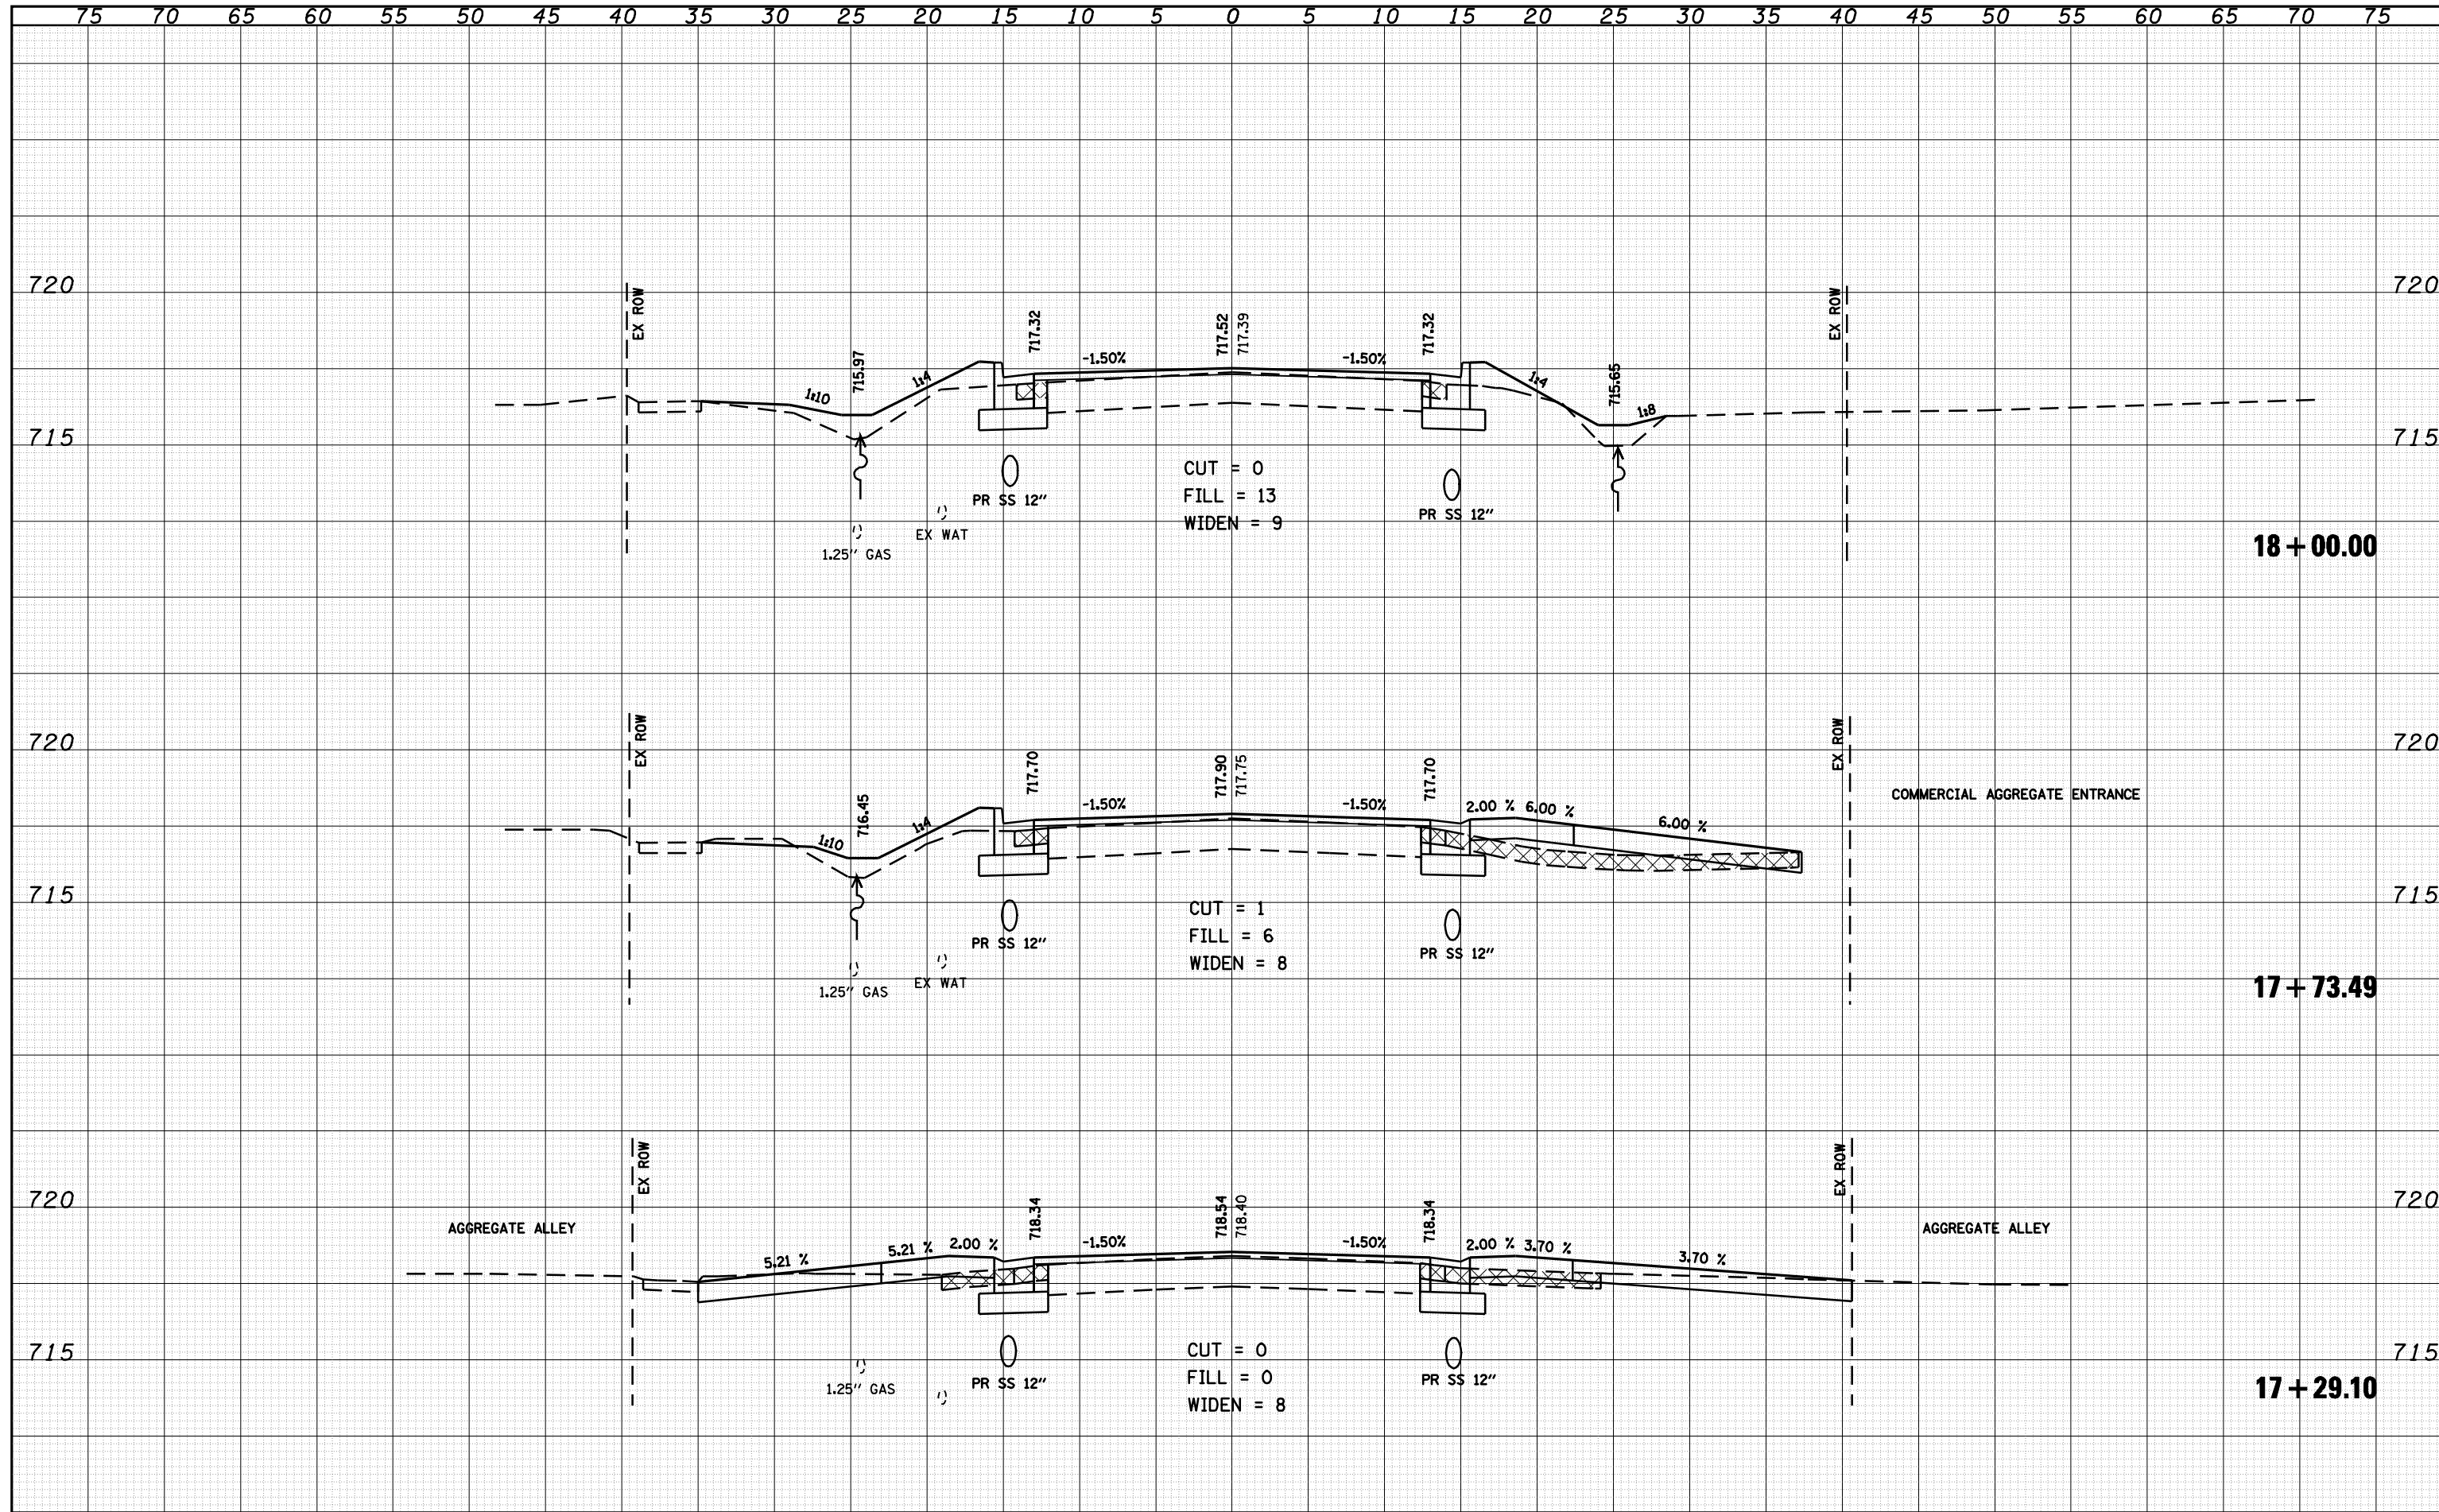 75 70 65 60 55 50 45 40 35 30 25 20 15 10 5 0 5 10 15 20 25 30 35 40 45 50 55 60 65 70 75
720 720
EX ROW
EX ROW
717.32
717.52
717.39
717.32
715.97
715.65
-1.50%
-1.50%
1:10
1:4
1:4
1:8
715 715
CUT = 0
FILL = 13
WIDEN = 9
PR SS 12"
PR SS 12"
EX WAT
1.25" GAS
18+00.00
720 720
EX ROW
EX ROW
717.70
717.90
717.75
717.70
716.45
COMMERCIAL AGGREGATE ENTRANCE
-1.50%
-1.50%
2.00 % 6.00 %
6.00 %
1:10
1:4
715 715
CUT = 1
FILL = 6
WIDEN = 8
PR SS 12"
PR SS 12"
EX WAT
1.25" GAS
17+73.49
EX ROW
EX ROW
720 720
718.34
718.54
718.40
718.34
AGGREGATE ALLEY
AGGREGATE ALLEY
5.21 %
5.21 %
2.00 %
-1.50%
-1.50%
2.00 %
3.70 %
3.70 %
715 715
CUT = 0
FILL = 0
WIDEN = 8
1.25" GAS
PR SS 12"
PR SS 12"
17+29.10